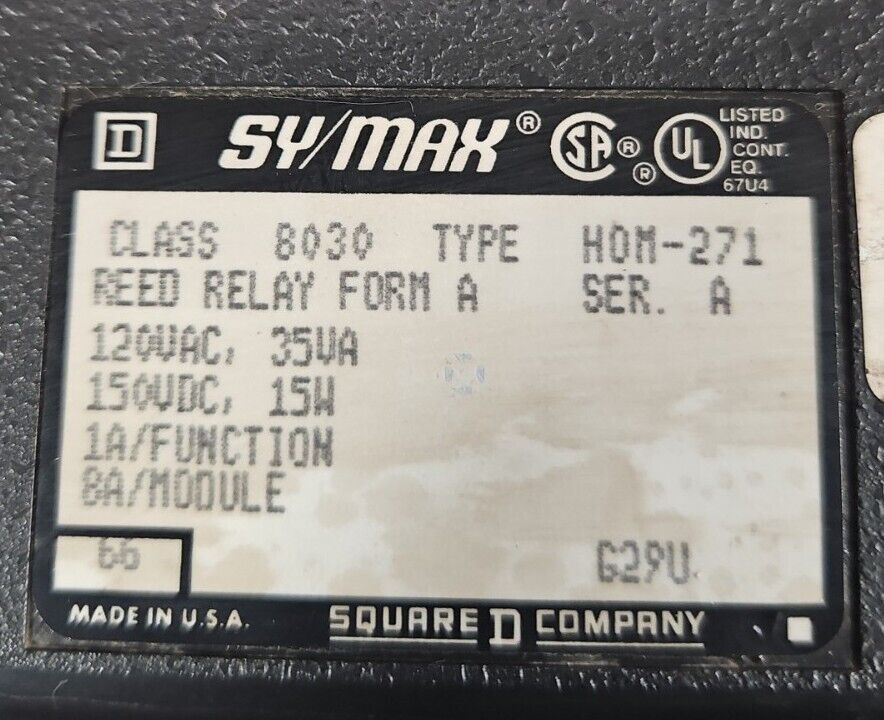 D SY/MAX® SA® ®UL LISTED
IND.
CONT.
EQ.
67U4
CLASS 8030 TYPE HOM-271
REED RELAY FORM A SER. A
120VAC, 35VA
150VDC, 15W
1A/FUNCTION
8A/MODULE
66 G29U
MADE IN U.S.A. SQUARE D COMPANY